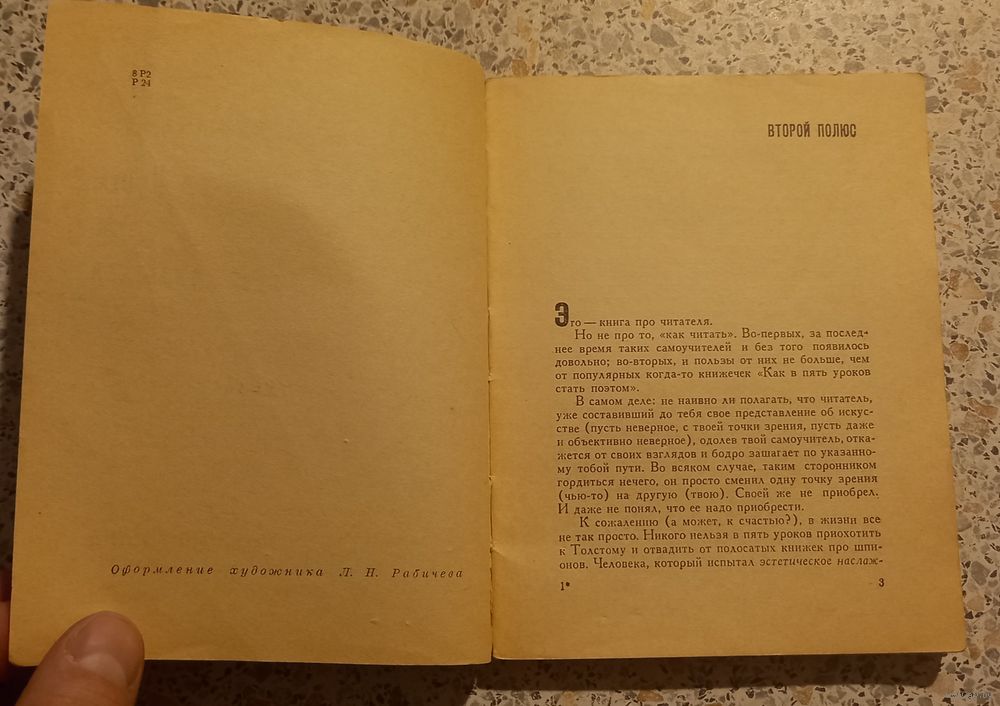 8 Р2
Р 24
Оформление художника Л. Н. Рабичева
ВТОРОЙ ПОЛЮС
Это — книга про читателя.
Но не про то, «как читать». Во-первых, за послед-
нее время таких самоучителей и без того появилось
довольно; во-вторых, и пользы от них не больше, чем
от популярных когда-то книжечек «Как в пять уроков
стать поэтом».
В самом деле: не наивно ли полагать, что читатель,
уже составивший до тебя свое представление об искус-
стве (пусть неверное, с твоей точки зрения, пусть даже
и объективно неверное), одолев твой самоучитель, отка-
жется от своих взглядов и бодро зашагает по указанно-
му тобой пути. Во всяком случае, таким сторонником
гордиться нечего, он просто сменил одну точку зрения
(чью-то) на другую (твою). Своей же не приобрел.
И даже не понял, что ее надо приобрести.
К сожалению (а может, к счастью?), в жизни все
не так просто. Никого нельзя в пять уроков приохотить
к Толстому и отвадить от полосатых книжек про шпи-
онов. Человека, который испытал эстетическое наслаж-
1*
3